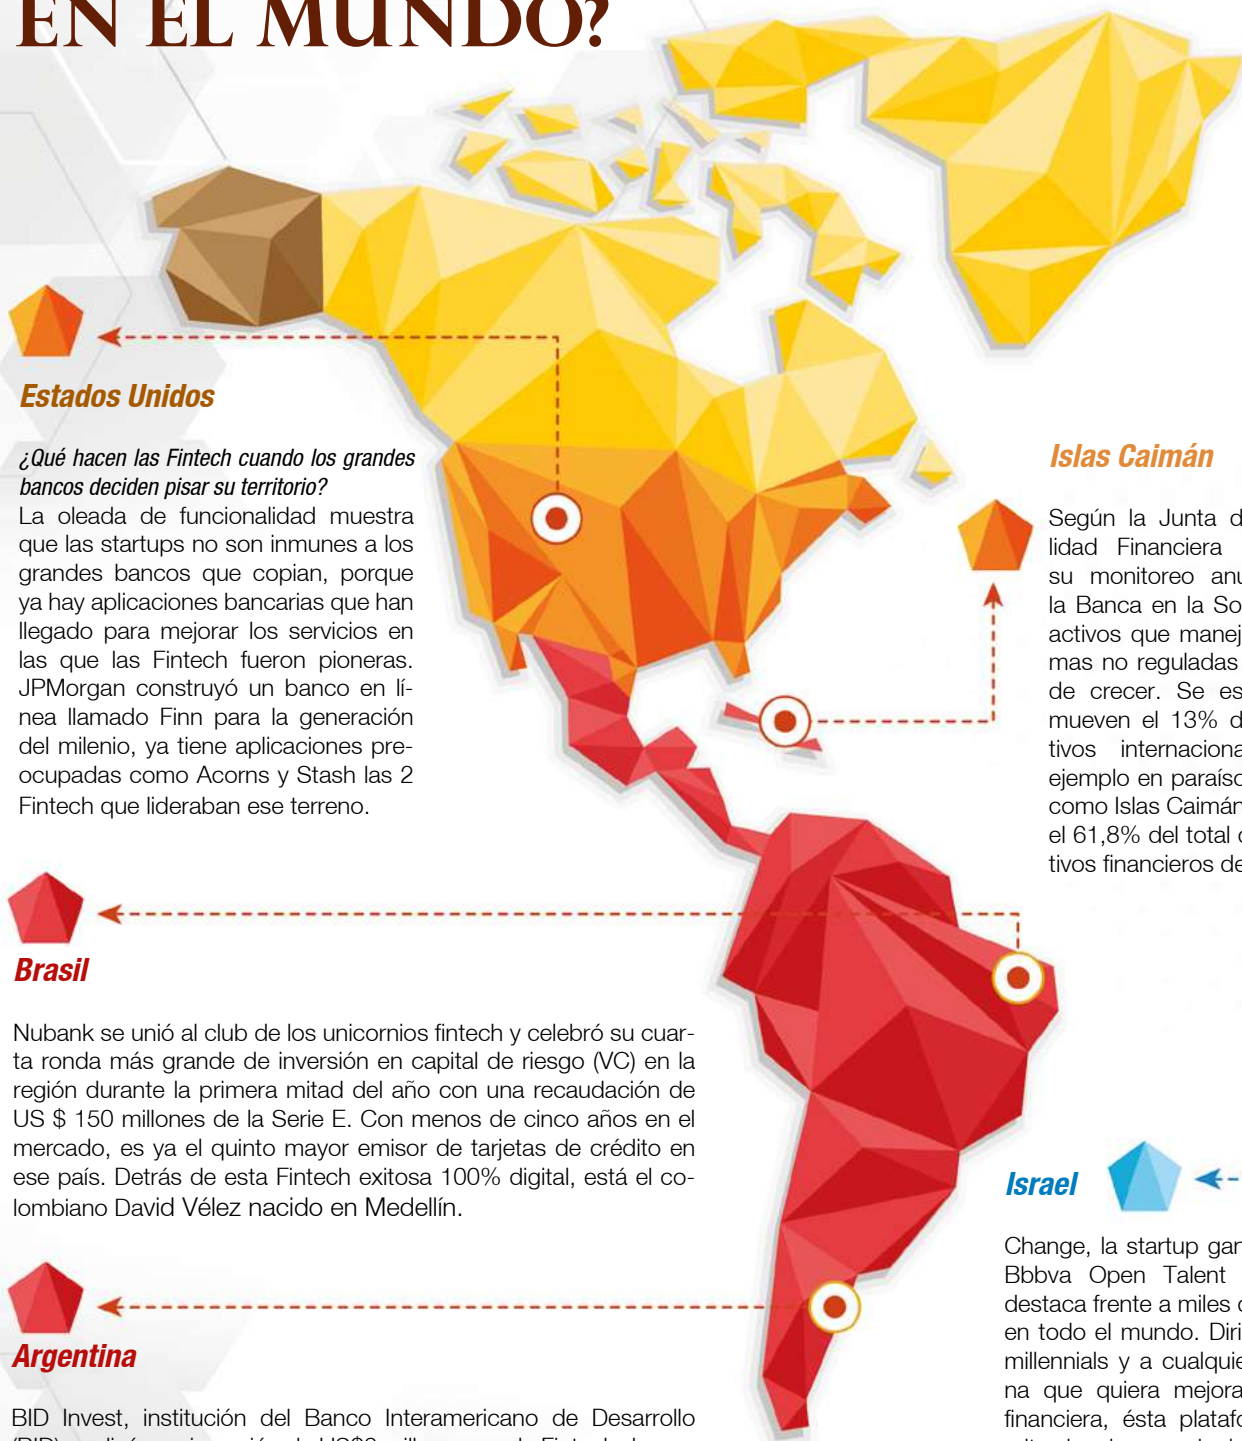 EN EL MUNDO?
Estados Unidos
¿Qué hacen las Fintech cuando los grandes
bancos deciden pisar su territorio?
La oleada de funcionalidad muestra
que las startups no son inmunes a los
grandes bancos que copian, porque
ya hay aplicaciones bancarias que han
llegado para mejorar los servicios en
las que las Fintech fueron pioneras.
JPMorgan construyó un banco en lí-
nea llamado Finn para la generación
del milenio, ya tiene aplicaciones pre-
ocupadas como Acorns y Stash las 2
Fintech que lideraban ese terreno.
Islas Caimán
Según la Junta d
lidad Financiera
su monitoreo anu
la Banca en la So
activos que manej
mas no reguladas
de crecer. Se es
mueven el 13% d
tivos internaciona
ejemplo en paraíso
como Islas Caimán
el 61,8% del total
tivos financieros de
Brasil
Nubank se unió al club de los unicornios fintech y celebró su cuar-
ta ronda más grande de inversión en capital de riesgo (VC) en la
región durante la primera mitad del año con una recaudación de
US $ 150 millones de la Serie E. Con menos de cinco años en el
mercado, es ya el quinto mayor emisor de tarjetas de crédito en
ese país. Detrás de esta Fintech exitosa 100% digital, está el co-
lombiano David Vélez nacido en Medellín.
Israel
Change, la startup gan
Bbbva Open Talent
destaca frente a miles
en todo el mundo. Diri
millennials y a cualquie
na que quiera mejora
financiera, ésta platafo
Argentina
BID Invest, institución del Banco Interamericano de Desarrollo